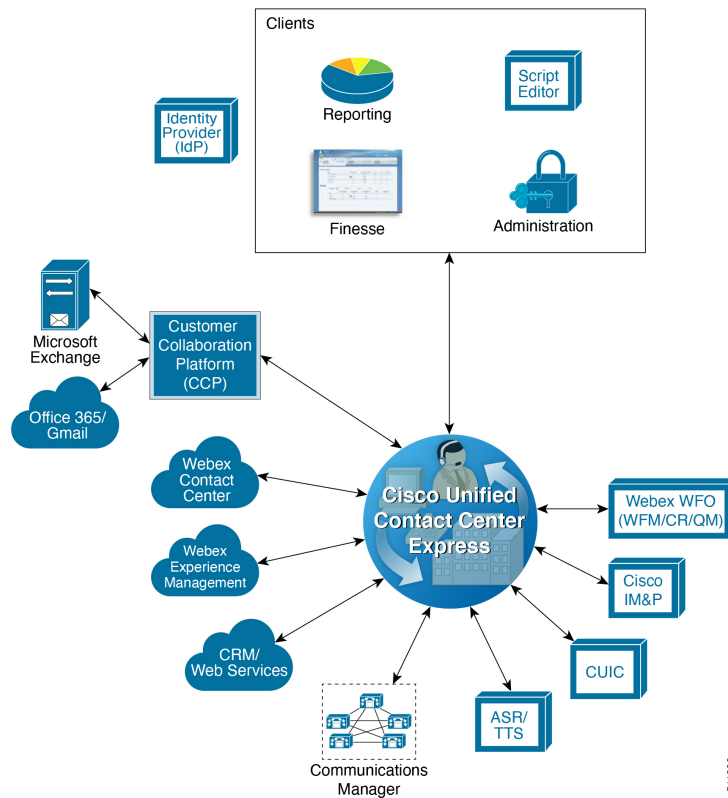 Clients
Reporting
Script
Editor
Identity
Provider
(IdP)
Finesse
Administration
Microsoft
Exchange
Customer
Collaboration
Platform
(CCP)
Office 365/
Gmail
Webex
Contact
Center
Cisco Unified
Contact Center
Express
Webex WFO
(WFM/CR/QM)
Webex
Experience
Management
Cisco
IM&P
CRM/
Web Services
CUIC
ASR/
TTS
Communications
Manager